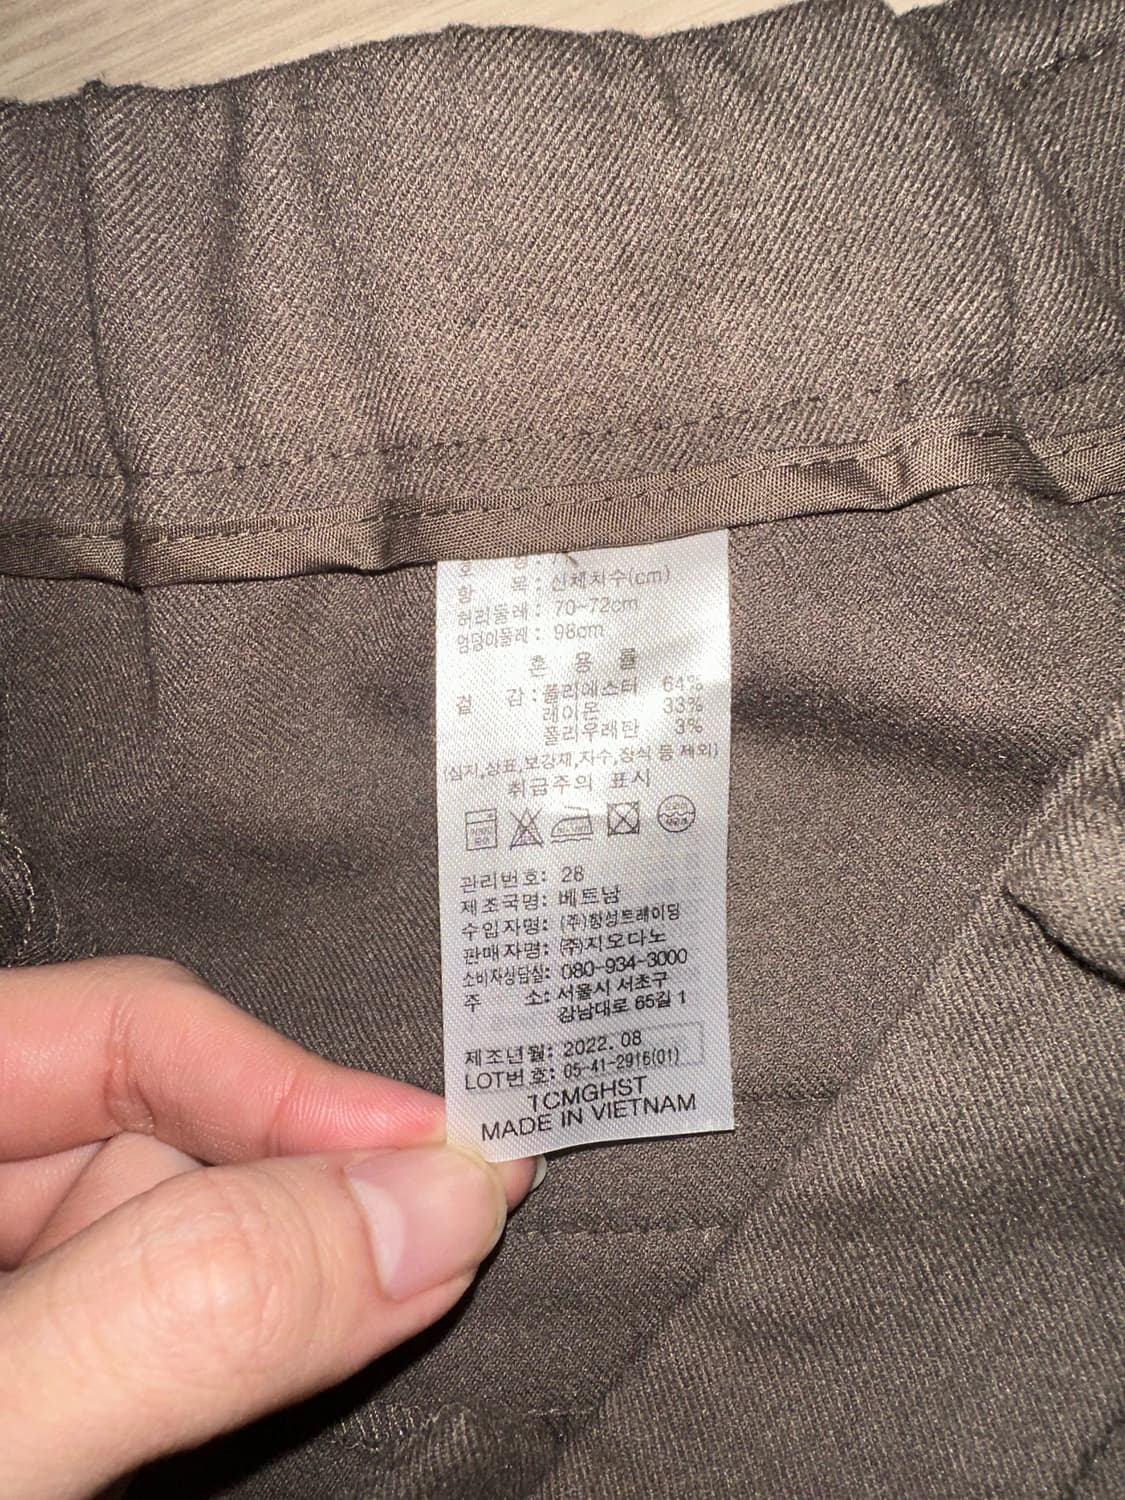 항 목 : 신체치수(cm)
허리둘레 : 70~72cm
엉덩이둘레 : 98cm
혼 용 률
겉 감 : 폴리에스터 64%
레이온 33%
폴리우레탄 3%
(심지,상표,보강재,자수,장식 등 제외)
취급주의 표시
관리번호: 28
제조국명: 베트남
수입자명: (주)항성트레이딩
판매자명: (주)지오다노
소비자상담실: 080-934-3000
주 소: 서울시 서초구
강남대로 65길 1
제조년월: 2022. 08
LOT번호: 05-41-2916(01)
1CMGHST
MADE IN VIETNAM